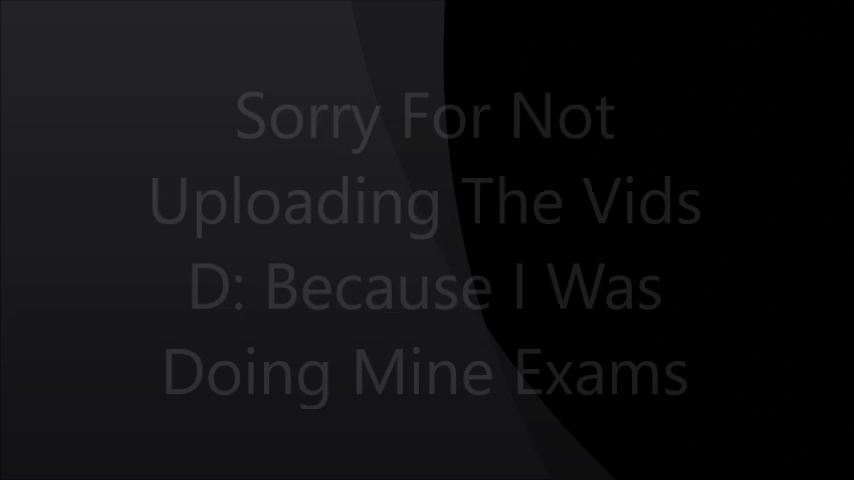 Sorry For Not
Uploading The Vids
D: Because I Was
Doing Mine Exams